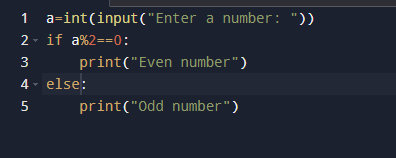 1 a=int(input("Enter a number: "))
2 if a%2==0:
3     print("Even number")
4 else:
5     print("Odd number")